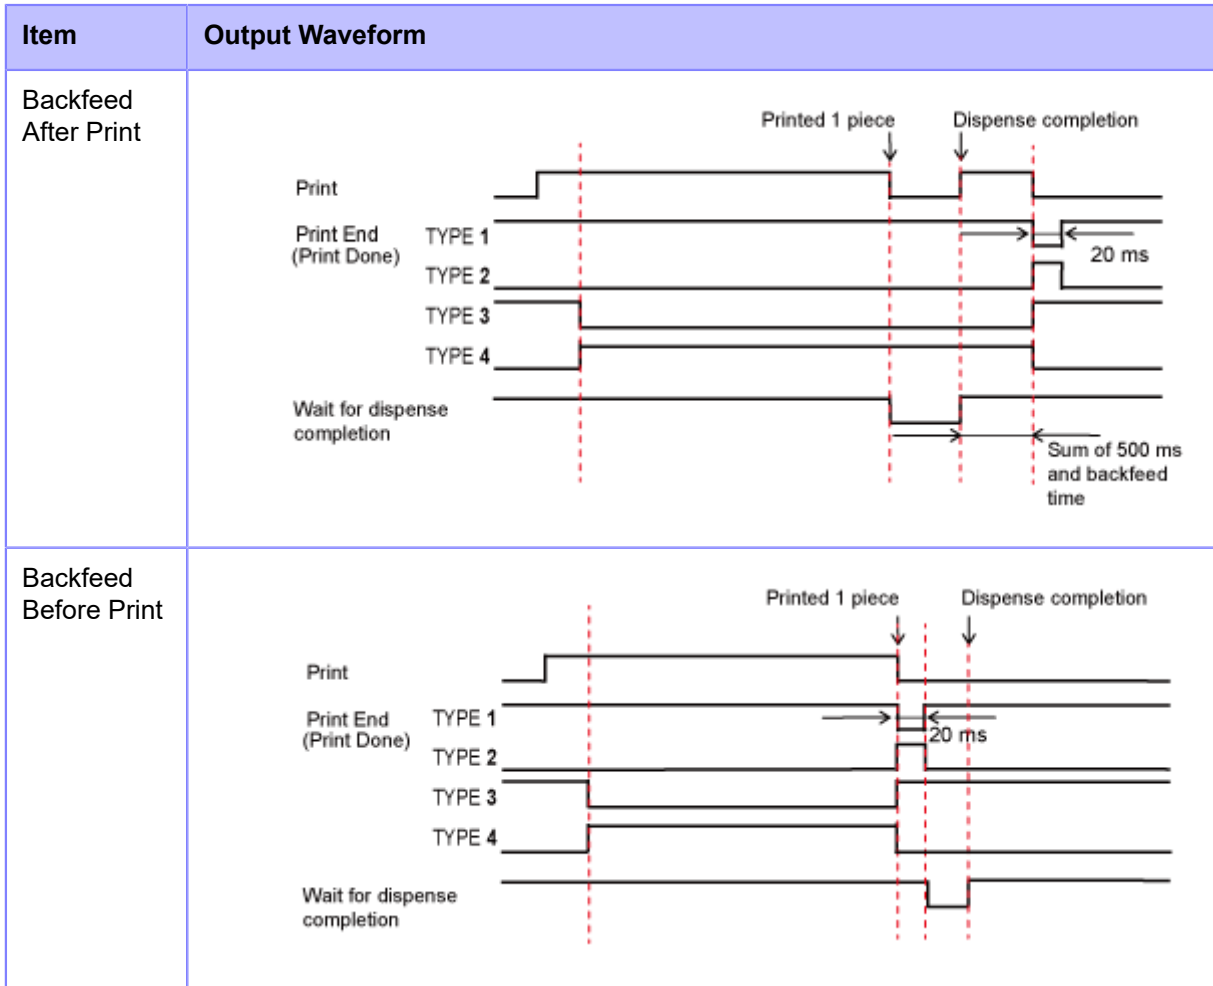 Item
Output Waveform
Backfeed
After Print
Printed 1 piece
Dispense completion
Print
Print End
(Print Done)
TYPE 1
20 ms
TYPE 2
TYPE 3
TYPE 4
Wait for dispense
completion
Sum of 500 ms
and backfeed
time
Backfeed
Before Print
Printed 1 piece
Dispense completion
Print
Print End
(Print Done)
TYPE 1
20 ms
TYPE 2
TYPE 3
TYPE 4
Wait for dispense
completion